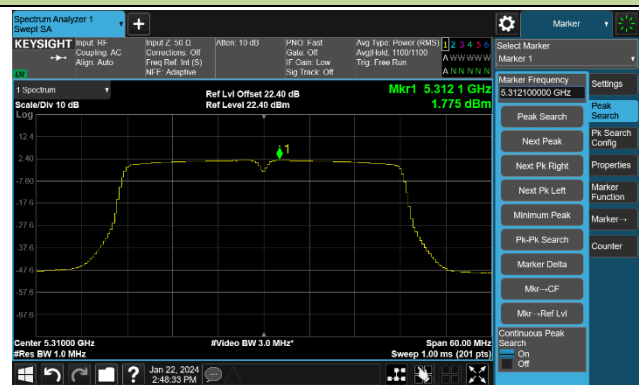 Spectrum Analyzer 1
Swept SA
Marker
KEYSIGHT
Input: RF
Coupling: AC
Align: Auto
Input Z: 50 Ω
Corrections: Off
Freq Ref: Int (S)
NFE: Adaptive
Atten: 10 dB
PNO: Fast
Gate: Off
IF Gain: Low
Sig Track: Off
Avg Type: Power (RMS)
Avg|Hold: 1100/1100
Trig: Free Run
1 2 3 4 5 6
A W W W W W
A N N N N N
LXI
Select Marker
Marker 1
1 Spectrum
Scale/Div 10 dB
Log
Ref Lvl Offset 22.40 dB
Ref Level 22.40 dBm
Mkr1 5.312 1 GHz
1.775 dBm
1
12.4
2.40
-7.60
-17.6
-27.6
-37.6
-47.6
-57.6
-67.6
Center 5.31000 GHz
#Res BW 1.0 MHz
#Video BW 3.0 MHz*
Span 60.00 MHz
Sweep 1.00 ms (201 pts)
Marker Frequency
5.312100000 GHz
Peak Search
Next Peak
Next Pk Right
Next Pk Left
Minimum Peak
Pk-Pk Search
Marker Delta
Mkr→CF
Mkr→Ref Lvl
Continuous Peak
Search
On
Off
Settings
Peak
Search
Pk Search
Config
Properties
Marker
Function
Marker→
Counter
?
Jan 22, 2024
2:48:33 PM